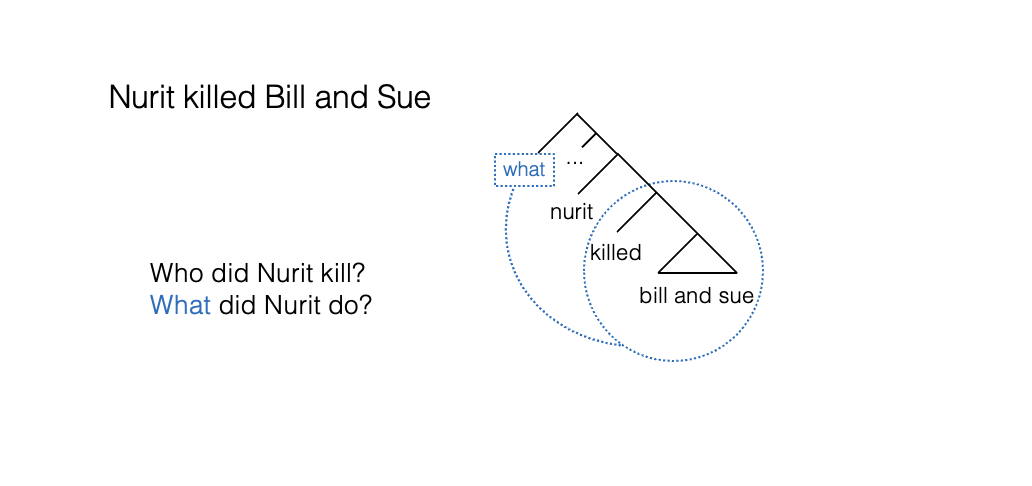 Nurit killed Bill and Sue
what
...
nurit
killed
bill and sue
Who did Nurit kill?
What did Nurit do?